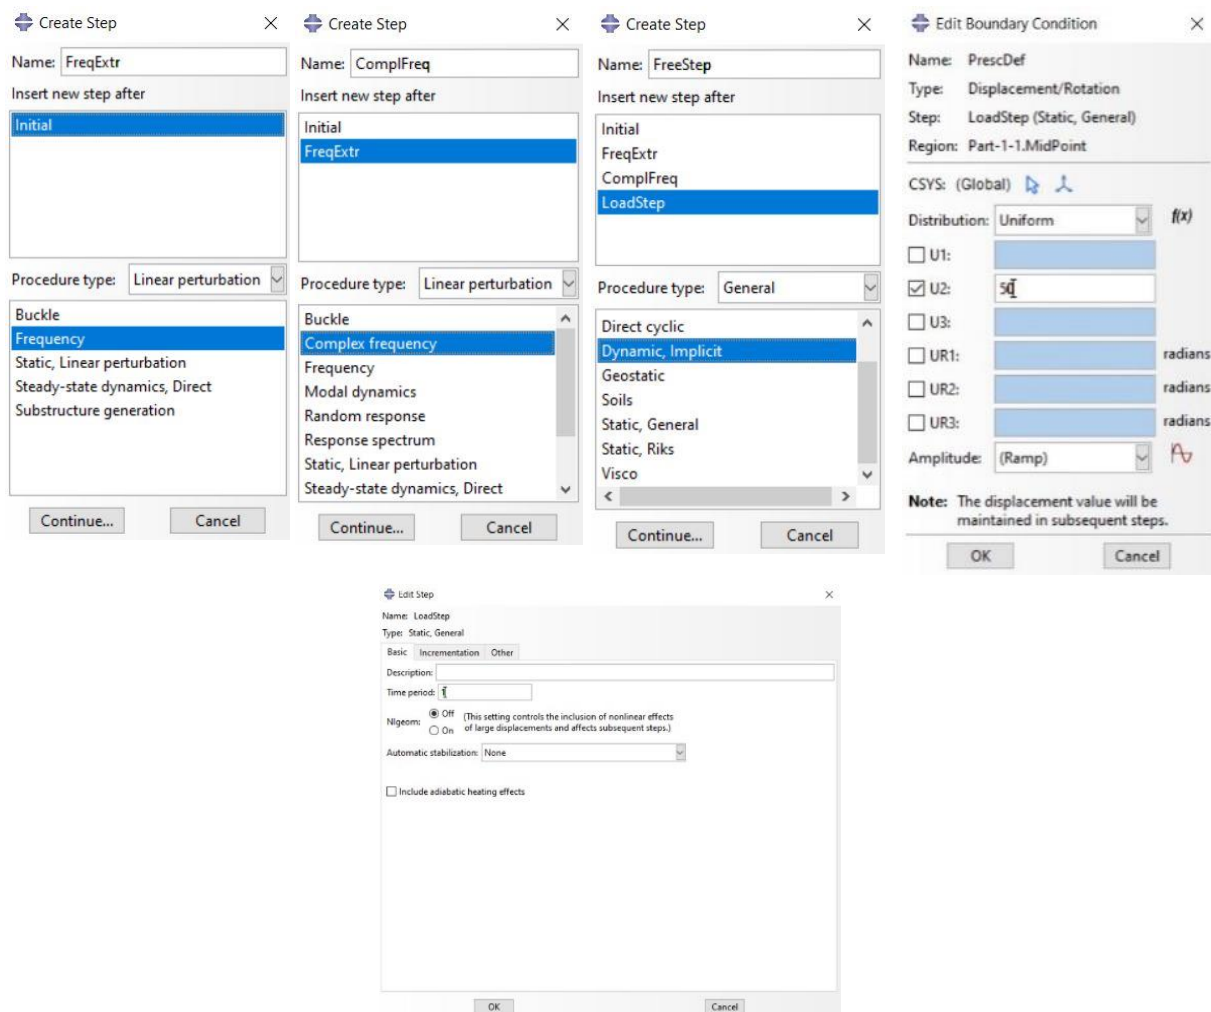 Create Step
Name: FreqExtr
Insert new step after
Initial
Procedure type: Linear perturbation
Buckle
Frequency
Static, Linear perturbation
Steady-state dynamics, Direct
Substructure generation
Continue... Cancel
Create Step
Name: ComplFreq
Insert new step after
Initial
FreqExtr
Procedure type: Linear perturbation
Buckle
Complex frequency
Frequency
Modal dynamics
Random response
Response spectrum
Static, Linear perturbation
Steady-state dynamics, Direct
Continue... Cancel
Create Step
Name: FreeStep
Insert new step after
Initial
FreqExtr
ComplFreq
LoadStep
Procedure type: General
Direct cyclic
Dynamic, Implicit
Geostatic
Soils
Static, General
Static, Riks
Visco
Continue... Cancel
Edit Boundary Condition
Name: PrescDef
Type: Displacement/Rotation
Step: LoadStep (Static, General)
Region: Part-1-1.MidPoint
CSYS: (Global)
Distribution: Uniform f(x)
U1:
U2: 50
U3:
UR1: radians
UR2: radians
UR3: radians
Amplitude: (Ramp)
Note: The displacement value will be
maintained in subsequent steps.
OK Cancel
Edit Step
Name: LoadStep
Type: Static, General
Basic Incrementation Other
Description:
Time period: 1
Nlgeom: Off (This setting controls the inclusion of nonlinear effects
On of large displacements and affects subsequent steps.)
Automatic stabilization: None
Include adiabatic heating effects
OK Cancel